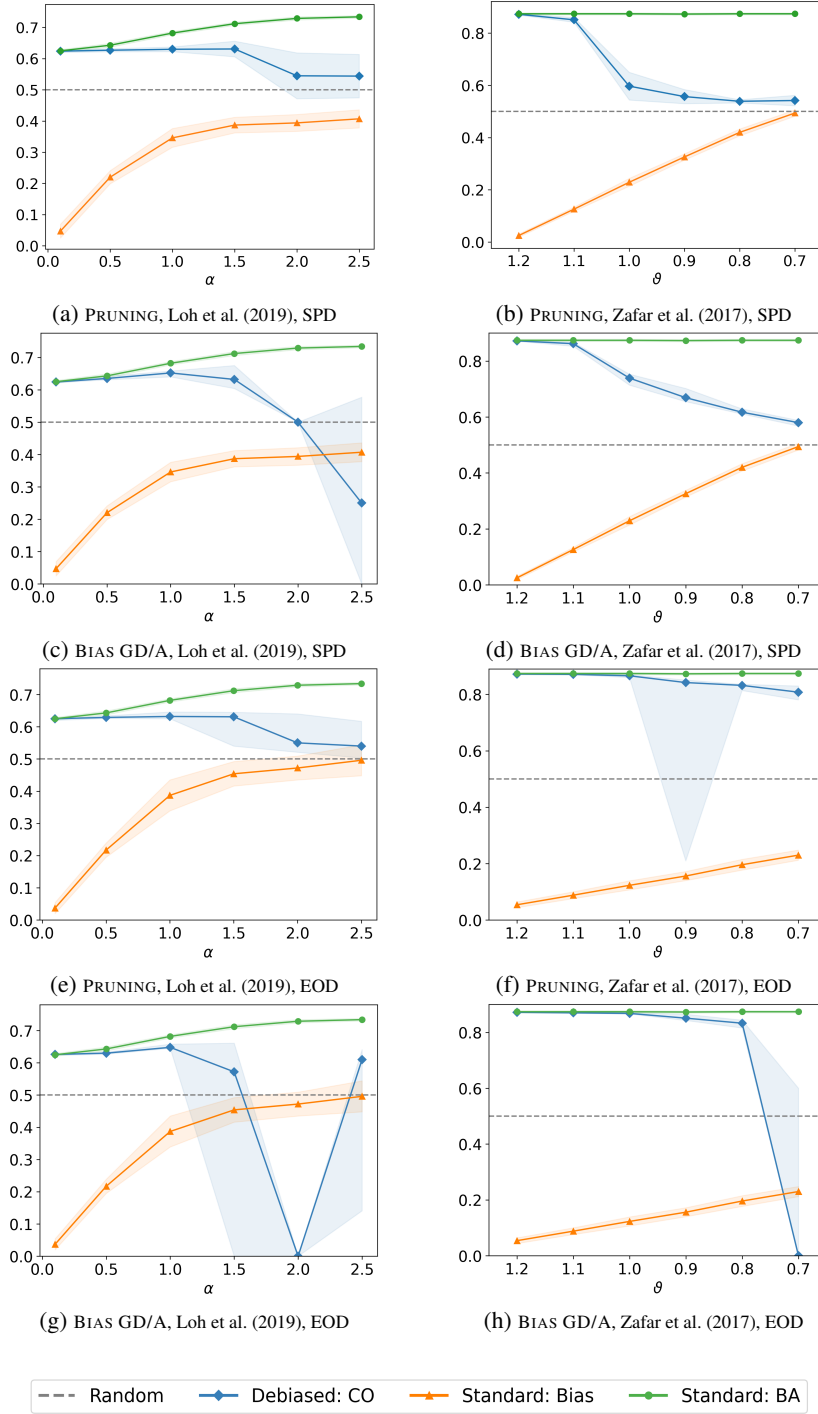 0.7
0.6
0.5
0.4
0.3
0.2
0.1
0.0
0.0 0.5 1.0 1.5 2.0 2.5
α
(a) PRUNING, Loh et al. (2019), SPD
0.8
0.6
0.4
0.2
0.0
1.2 1.1 1.0 0.9 0.8 0.7
ϑ
(b) PRUNING, Zafar et al. (2017), SPD
0.7
0.6
0.5
0.4
0.3
0.2
0.1
0.0
0.0 0.5 1.0 1.5 2.0 2.5
α
(c) BIAS GD/A, Loh et al. (2019), SPD
0.8
0.6
0.4
0.2
0.0
1.2 1.1 1.0 0.9 0.8 0.7
ϑ
(d) BIAS GD/A, Zafar et al. (2017), SPD
0.7
0.6
0.5
0.4
0.3
0.2
0.1
0.0
0.0 0.5 1.0 1.5 2.0 2.5
α
(e) PRUNING, Loh et al. (2019), EOD
0.8
0.6
0.4
0.2
0.0
1.2 1.1 1.0 0.9 0.8 0.7
ϑ
(f) PRUNING, Zafar et al. (2017), EOD
0.7
0.6
0.5
0.4
0.3
0.2
0.1
0.0
0.0 0.5 1.0 1.5 2.0 2.5
α
(g) BIAS GD/A, Loh et al. (2019), EOD
0.8
0.6
0.4
0.2
0.0
1.2 1.1 1.0 0.9 0.8 0.7
ϑ
(h) BIAS GD/A, Zafar et al. (2017), EOD
Random Debiased: CO Standard: Bias Standard: BA